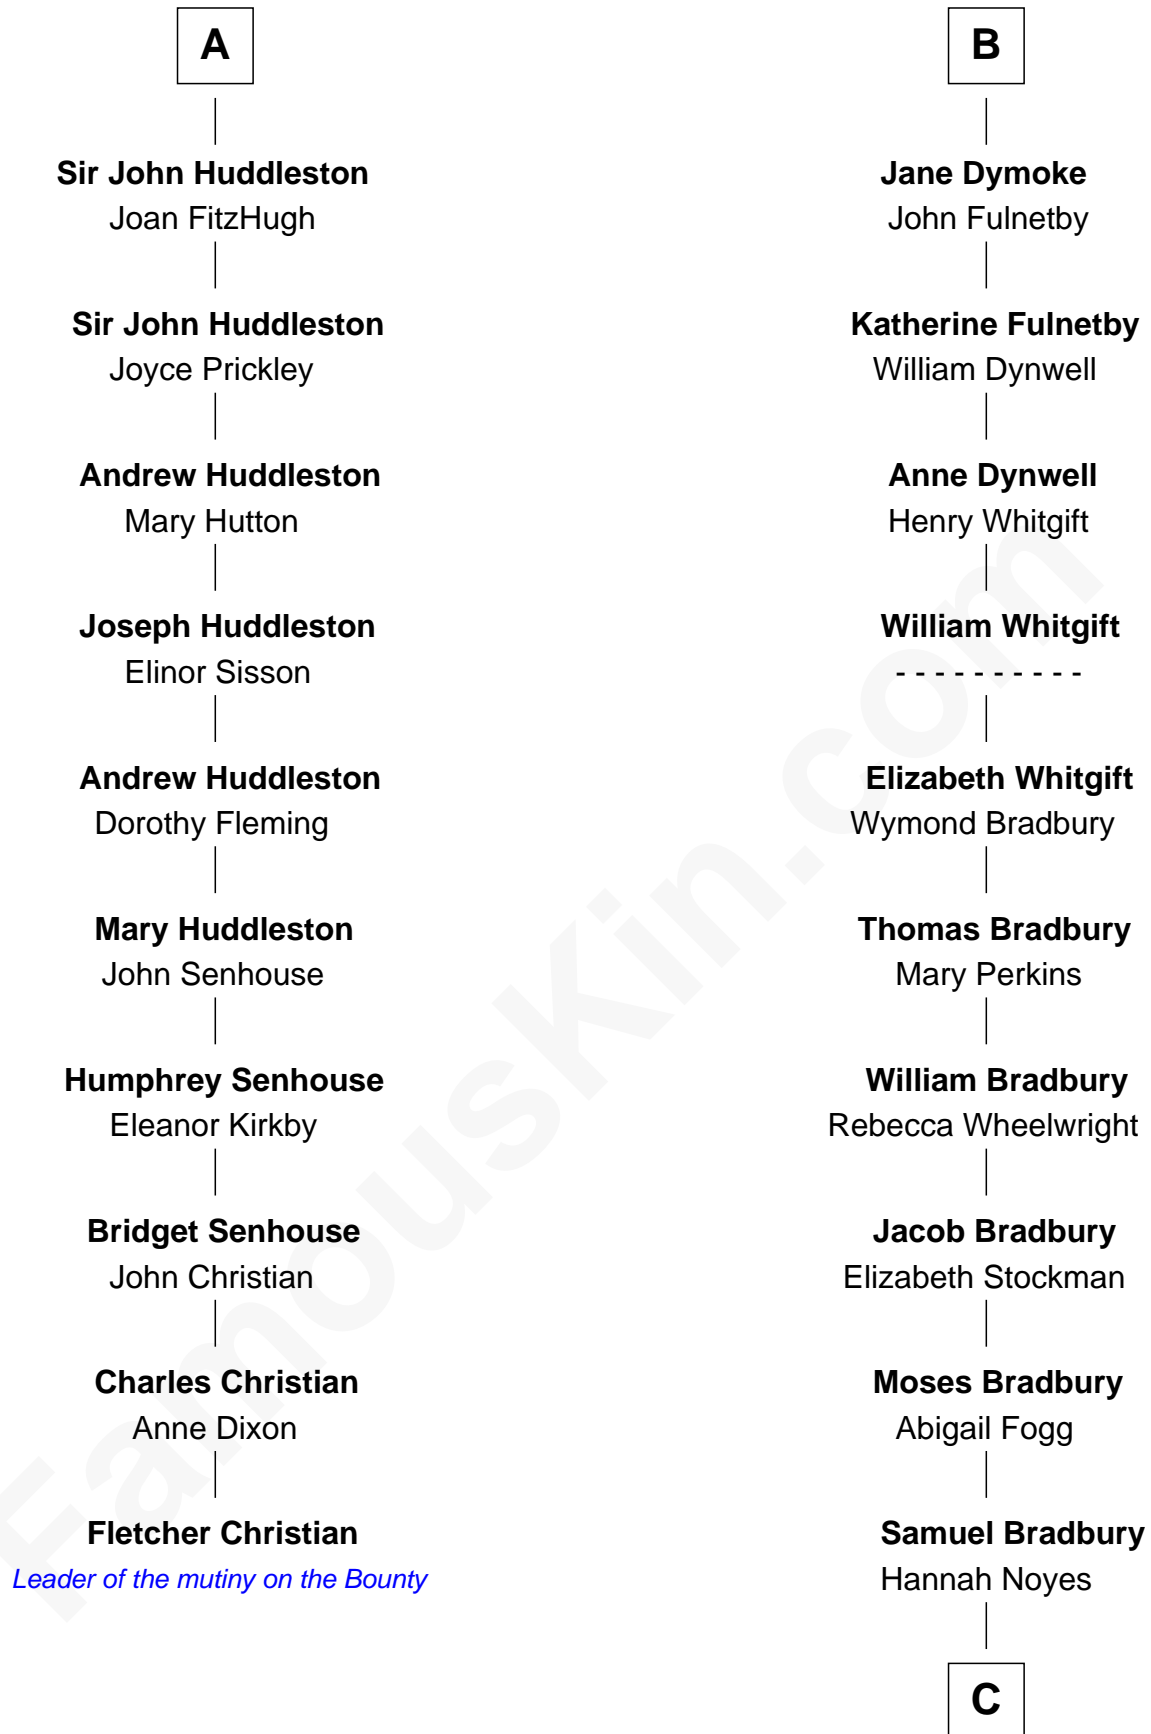 A
Sir John Huddleston
Joan FitzHugh
Sir John Huddleston
Joyce Prickley
Andrew Huddleston
Mary Hutton
Joseph Huddleston
Elinor Sisson
Andrew Huddleston
Dorothy Fleming
Mary Huddleston
John Senhouse
Humphrey Senhouse
Eleanor Kirkby
Bridget Senhouse
John Christian
Charles Christian
Anne Dixon
Fletcher Christian
Leader of the mutiny on the Bounty
B
Jane Dymoke
John Fulnetby
Katherine Fulnetby
William Dynwell
Anne Dynwell
Henry Whitgift
William Whitgift
- - - - - - - - - -
Elizabeth Whitgift
Wymond Bradbury
Thomas Bradbury
Mary Perkins
William Bradbury
Rebecca Wheelwright
Jacob Bradbury
Elizabeth Stockman
Moses Bradbury
Abigail Fogg
Samuel Bradbury
Hannah Noyes
C
FamousKin.com